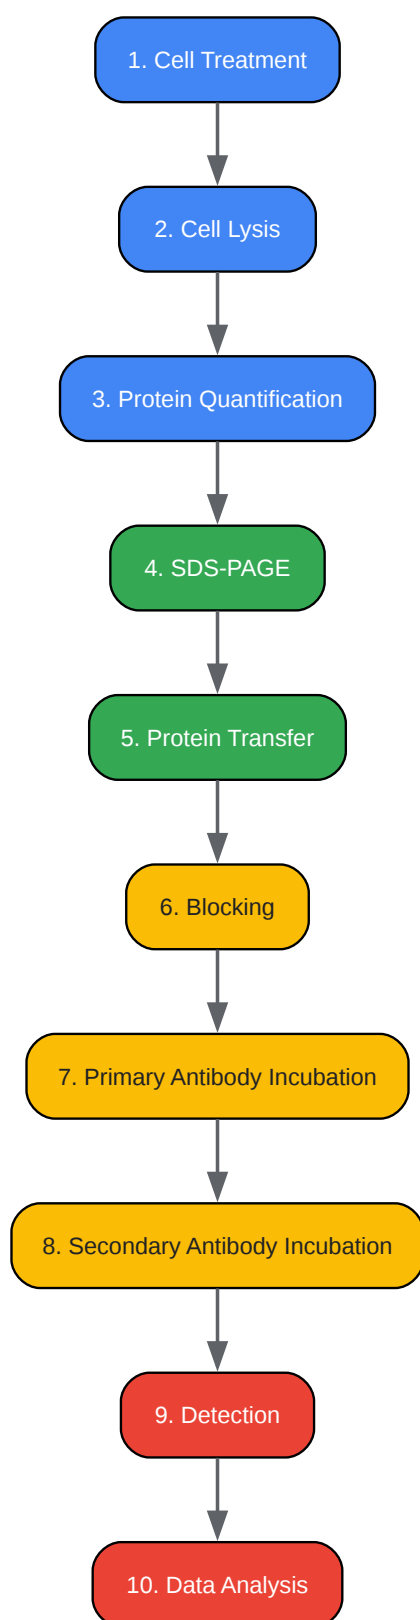 1. Cell Treatment
2. Cell Lysis
3. Protein Quantification
4. SDS-PAGE
5. Protein Transfer
6. Blocking
7. Primary Antibody Incubation
8. Secondary Antibody Incubation
9. Detection
10. Data Analysis